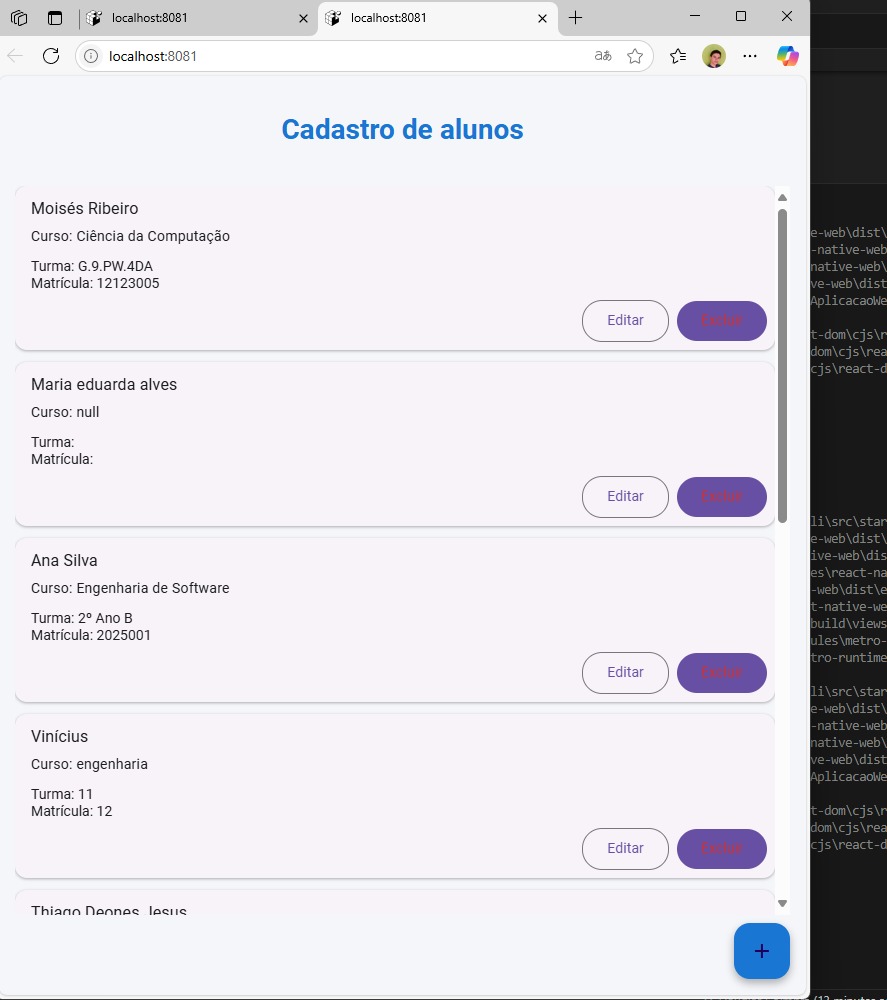 localhost:8081
localhost:8081
localhost:8081
Cadastro de alunos
Moisés Ribeiro
Curso: Ciência da Computação
Turma: G.9.PW.4DA
Matrícula: 12123005
Editar
Excluir
Maria eduarda alves
Curso: null
Turma:
Matrícula:
Editar
Excluir
Ana Silva
Curso: Engenharia de Software
Turma: 2º Ano B
Matrícula: 2025001
Editar
Excluir
Vinícius
Curso: engenharia
Turma: 11
Matrícula: 12
Editar
Excluir
Thiago Deones Jesus
+
e-web\dist\
-native-web
native-web\
ve-web\dist
AplicacaoWe
t-dom\cjs\r
dom\cjs\rea
cjs\react-d
li\src\star
e-web\dist\
ive-web\dis
es\react-na
-web\dist\e
t-native-we
build\views
ules\metro-
tro-runtime
li\src\star
e-web\dist\
-native-web
native-web\
ve-web\dist
AplicacaoWe
t-dom\cjs\r
dom\cjs\rea
cjs\react-d